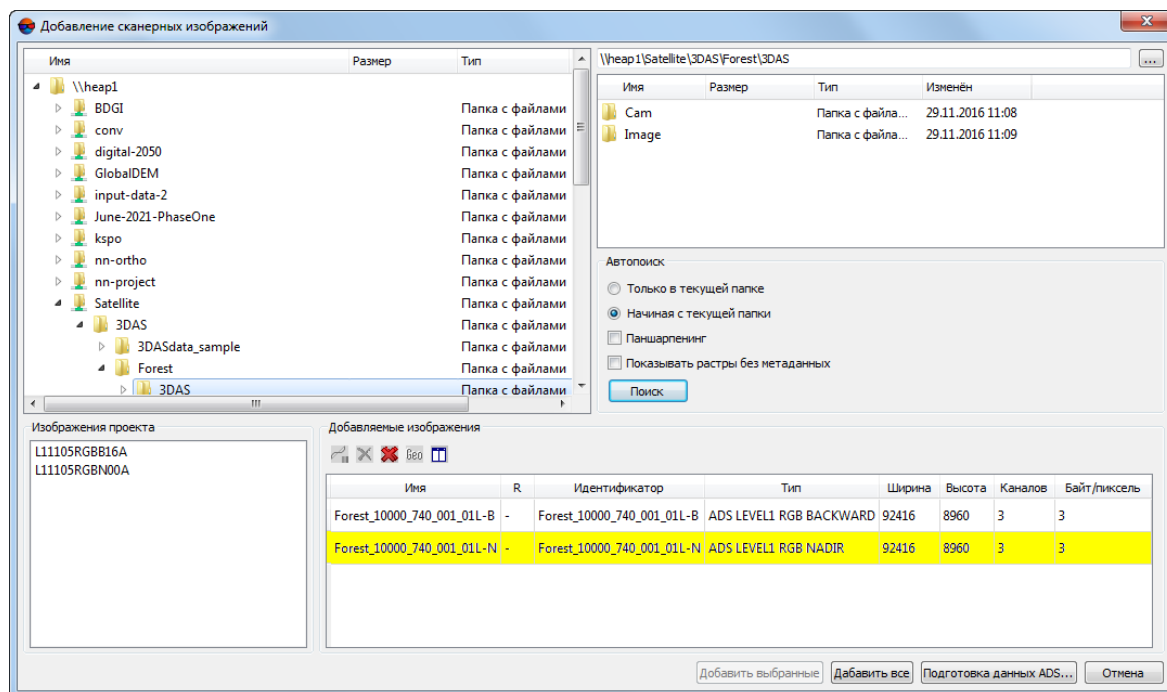 Добавление сканерных изображений
Имя Размер Тип
\\heap1
BDGI Папка с файлами
conv Папка с файлами
digital-2050 Папка с файлами
GlobalDEM Папка с файлами
input-data-2 Папка с файлами
June-2021-PhaseOne Папка с файлами
kspo Папка с файлами
nn-ortho Папка с файлами
nn-project Папка с файлами
Satellite Папка с файлами
3DAS Папка с файлами
3DASdata_sample Папка с файлами
Forest Папка с файлами
3DAS Папка с файлами
\\heap1\Satellite\3DAS\Forest\3DAS ...
Имя Размер Тип Изменён
Cam Папка с файла... 29.11.2016 11:08
Image Папка с файла... 29.11.2016 11:09
Автопоиск
Только в текущей папке
Начиная с текущей папки
Паншарпенинг
Показывать растры без метаданных
Поиск
Изображения проекта
L11105RGBB16A
L11105RGBN00A
Добавляемые изображения
Geo
Имя R Идентификатор Тип Ширина Высота Каналов Байт/пиксель
Forest_10000_740_001_01L-B - Forest_10000_740_001_01L-B ADS LEVEL1 RGB BACKWARD 92416 8960 3 3
Forest_10000_740_001_01L-N - Forest_10000_740_001_01L-N ADS LEVEL1 RGB NADIR 92416 8960 3 3
Добавить выбранные Дабавить все Подготовка данных ADS... Отмена